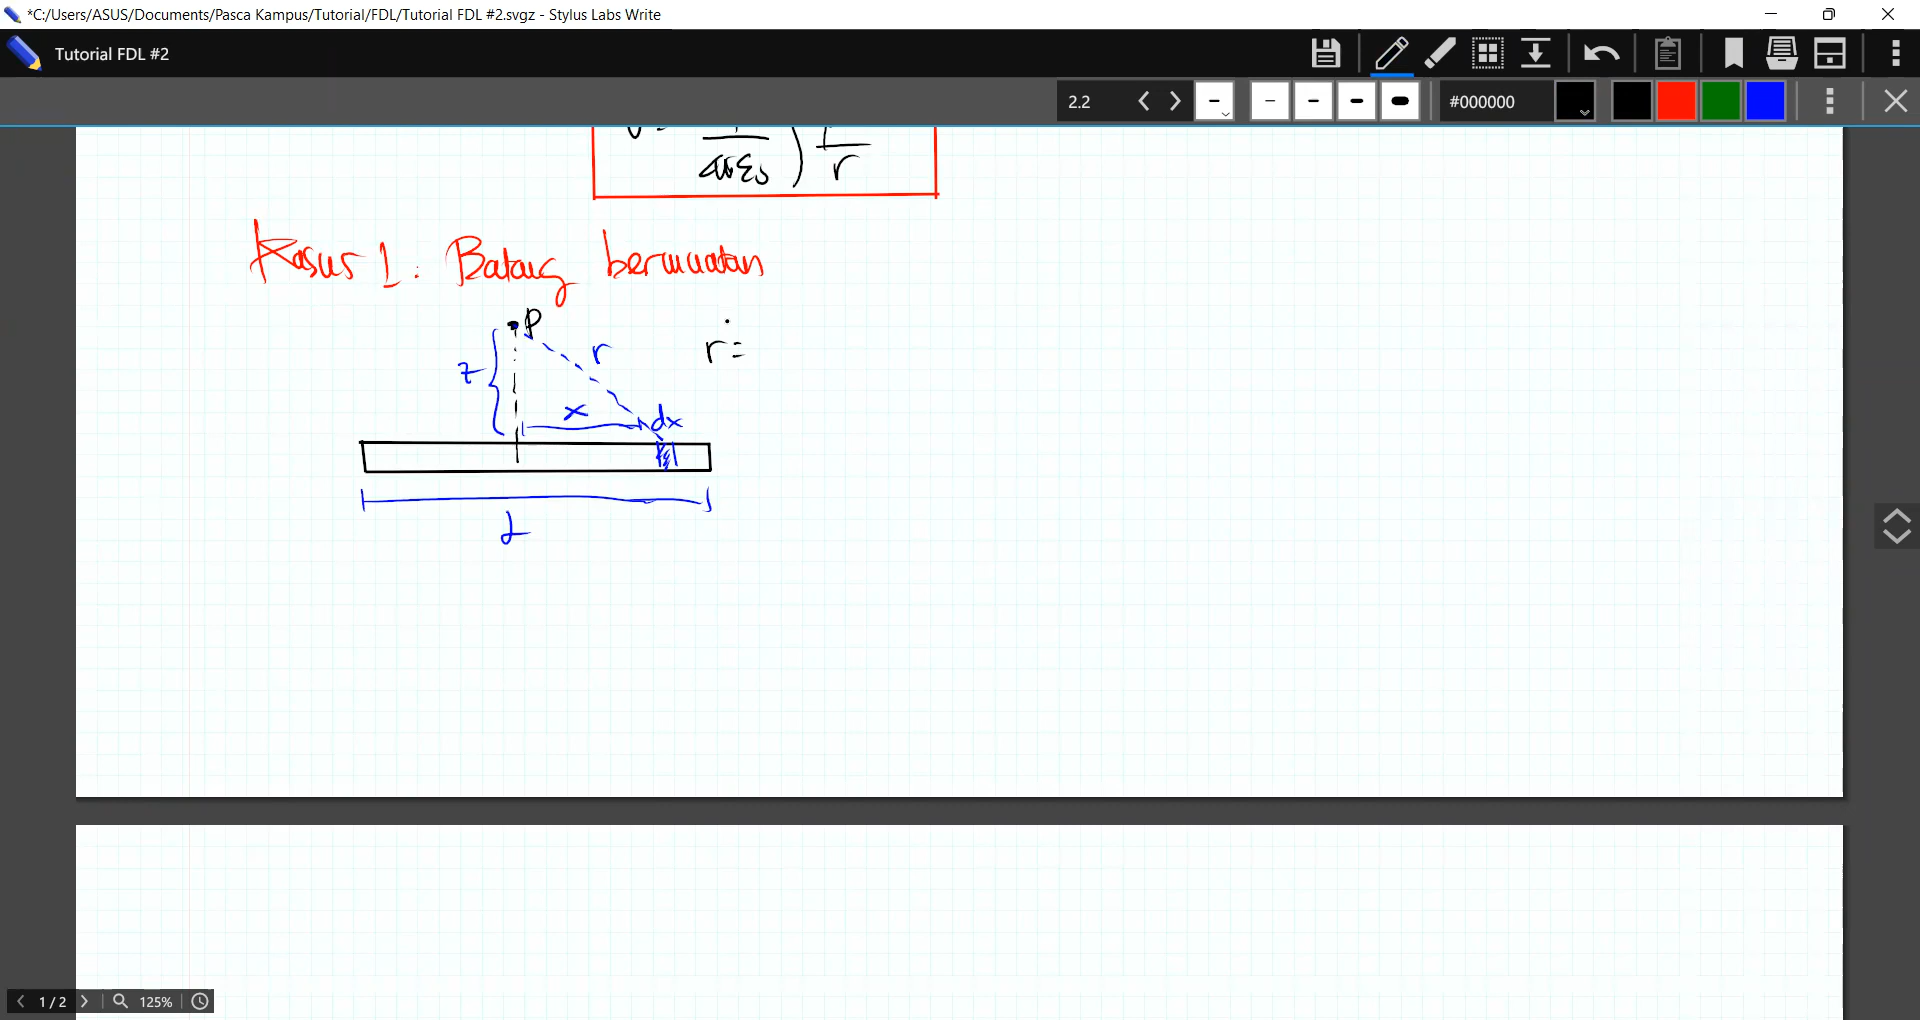 *C:/Users/ASUS/Documents/Pasca Kampus/Tutorial/FDL/Tutorial FDL #2.svgz - Stylus Labs Write
Tutorial FDL #2
2.2
#000000
4πε₀
r
Kasus 1. Batang bermuatan
P
r =
r
z
x
dx
L
1/2
125%